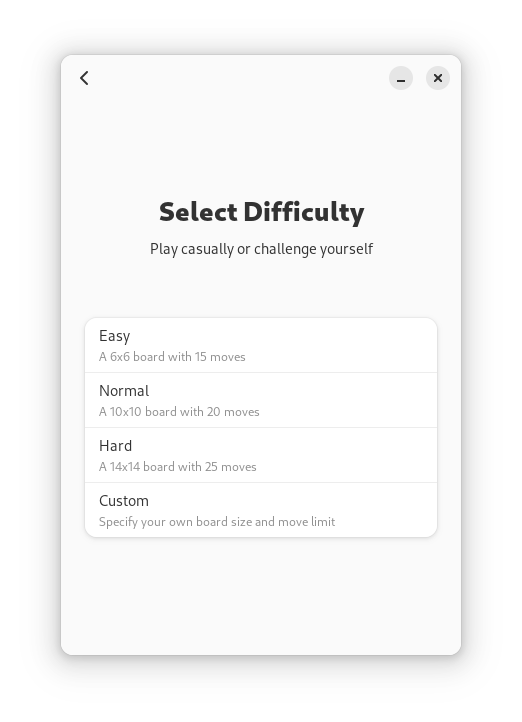 Select Difficulty
Play casually or challenge yourself
Easy
A 6x6 board with 15 moves
Normal
A 10x10 board with 20 moves
Hard
A 14x14 board with 25 moves
Custom
Specify your own board size and move limit